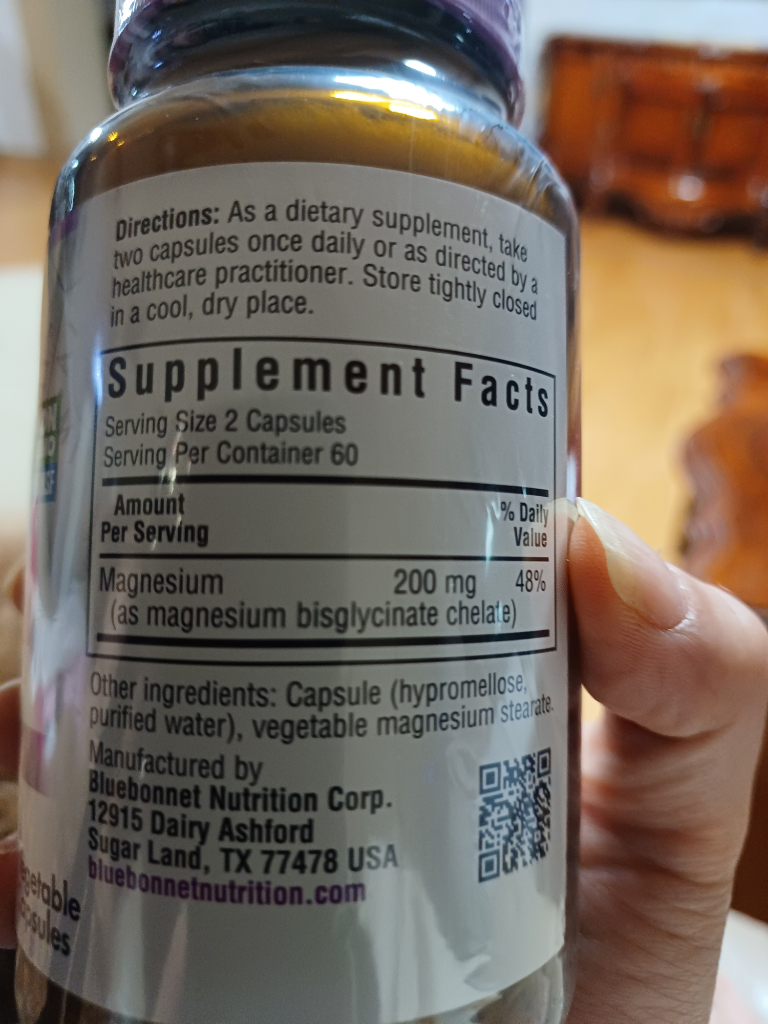 Directions: As a dietary supplement, take
two capsules once daily or as directed by a
healthcare practitioner. Store tightly closed
in a cool, dry place.
Supplement Facts
Serving Size 2 Capsules
Serving Per Container 60
Amount
Per Serving
% Daily
Value
Magnesium 200 mg 48%
(as magnesium bisglycinate chelate)
Other ingredients: Capsule (hypromellose,
purified water), vegetable magnesium stearate.
Manufactured by
Bluebonnet Nutrition Corp.
12915 Dairy Ashford
Sugar Land, TX 77478 USA
bluebonnetnutrition.com